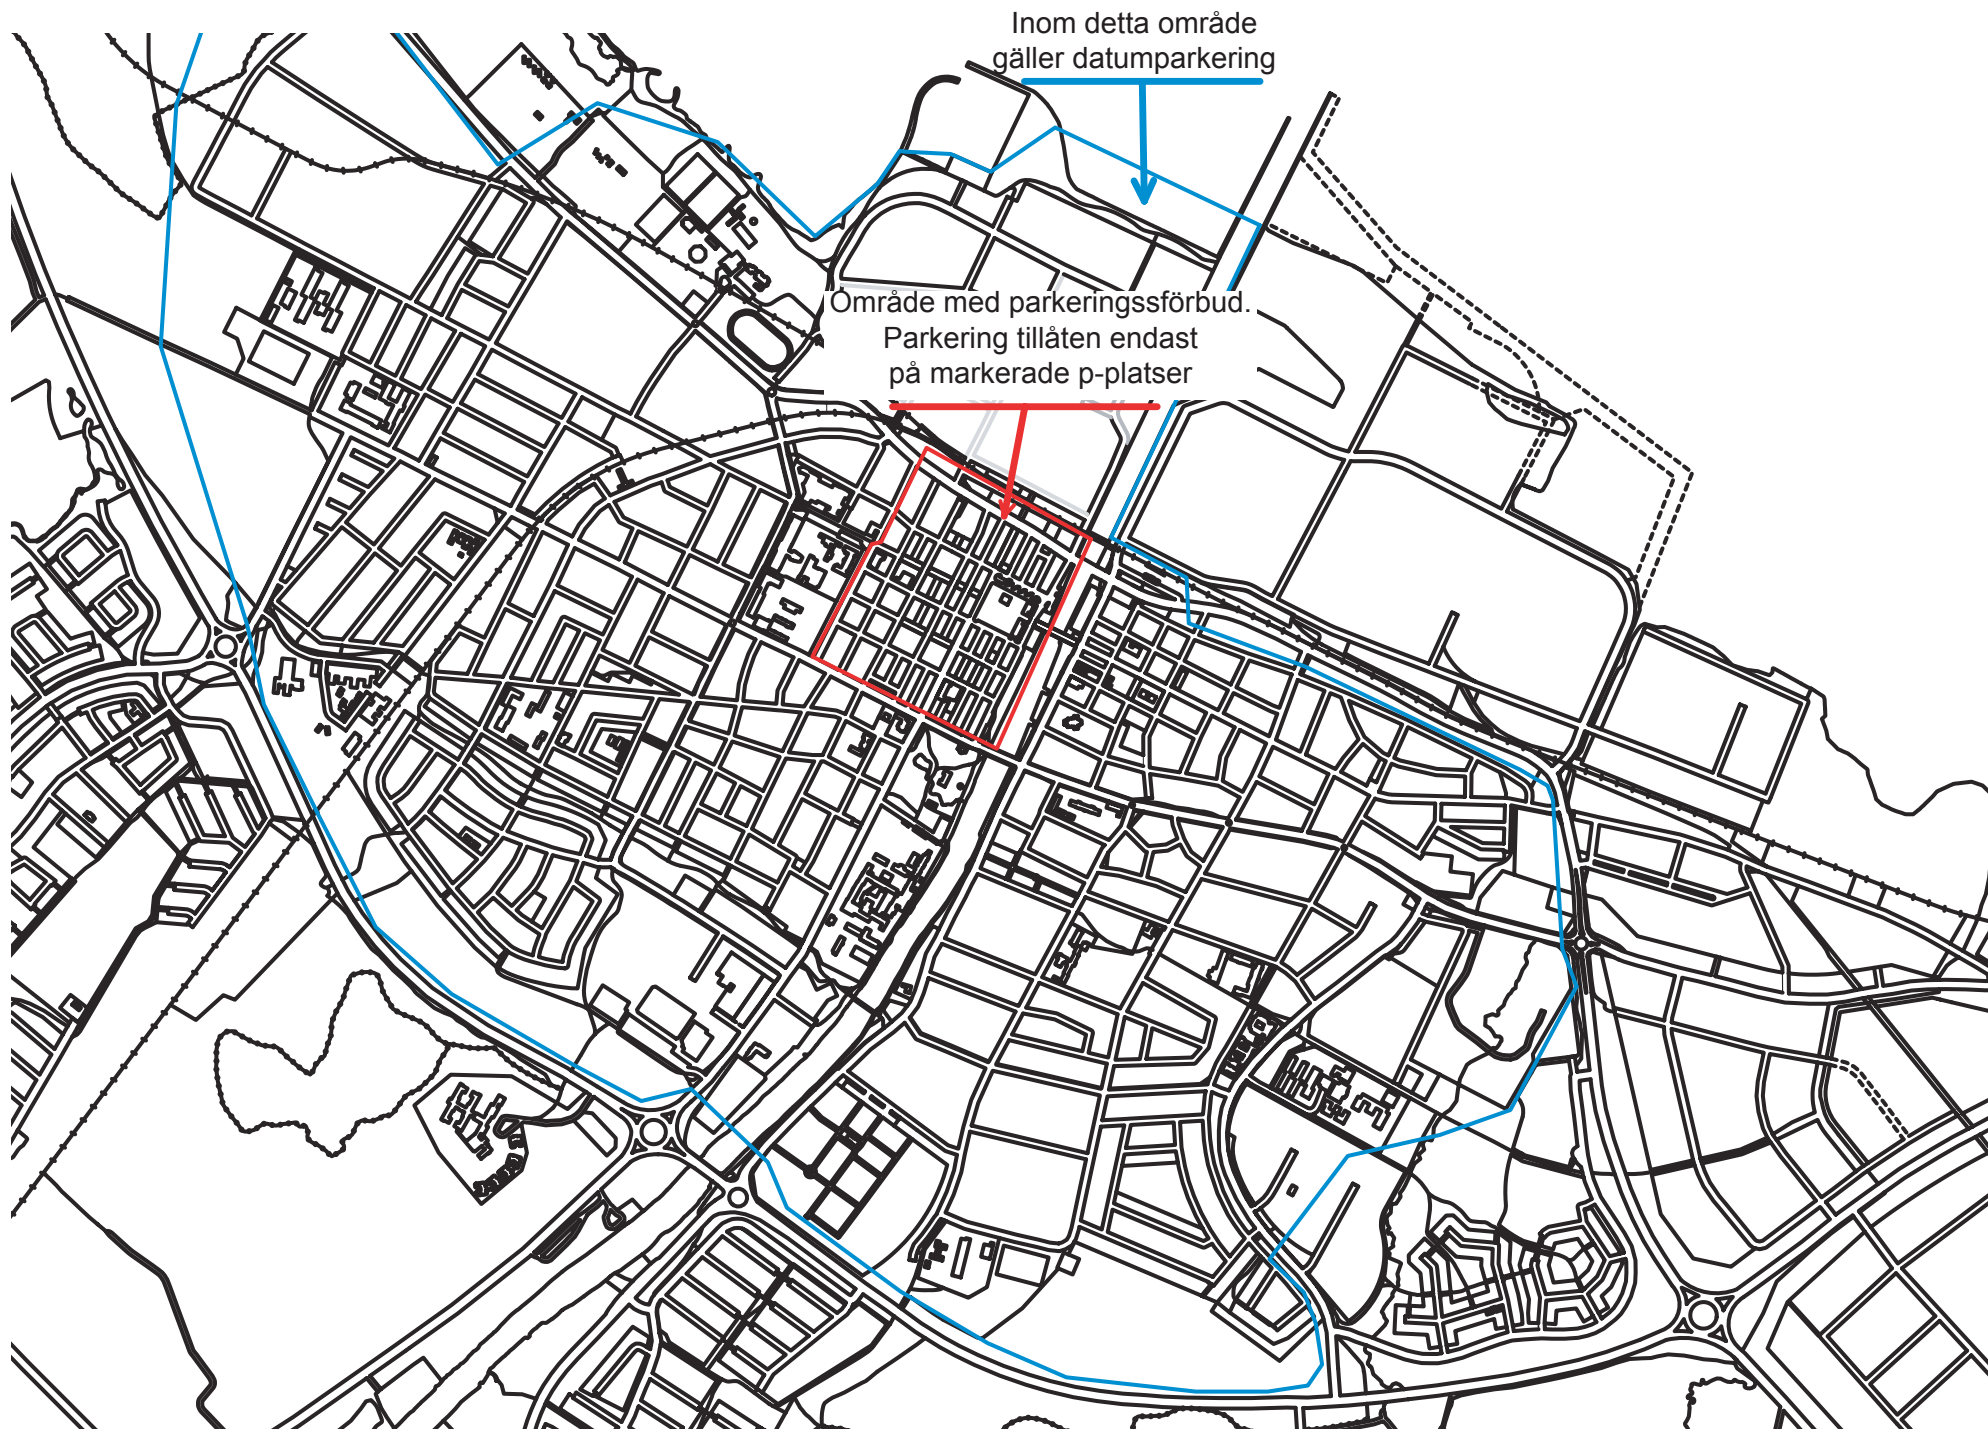 Inom detta område
gäller datumparkering
Område med parkeringssförbud.
Parkering tillåten endast
på markerade p-platser